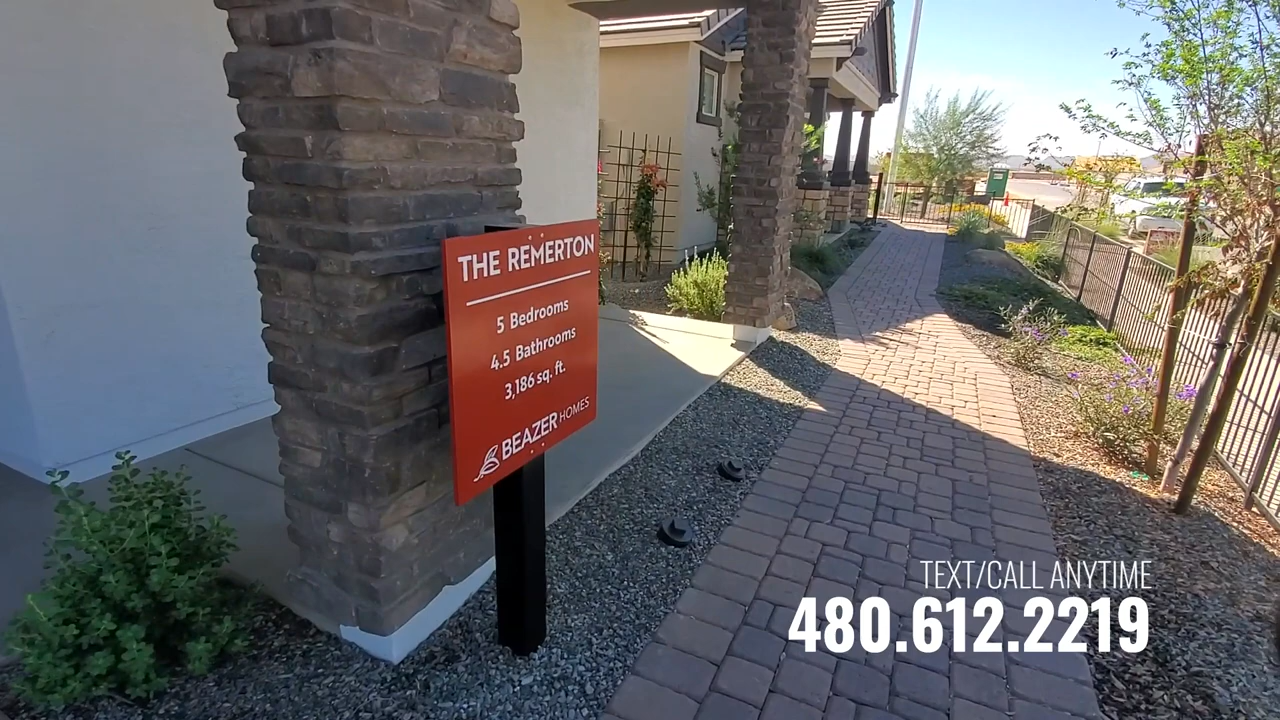 THE REMERTON
5 Bedrooms
4.5 Bathrooms
3,186 sq. ft.
BEAZER HOMES
TEXT/CALL ANYTIME
480.612.2219